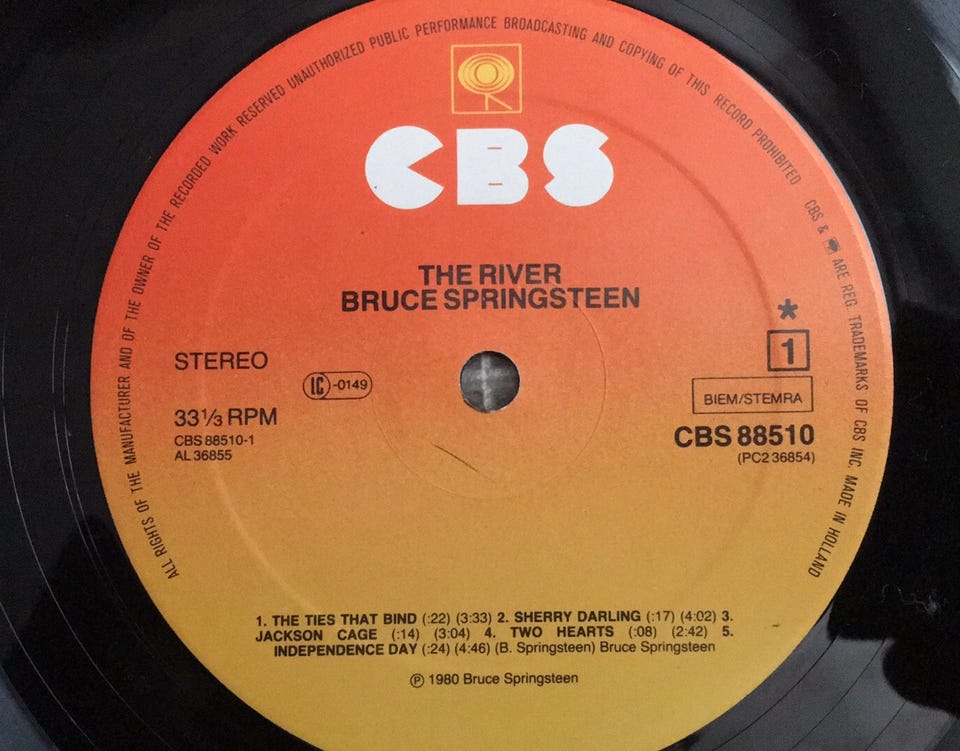 ALL RIGHTS OF THE MANUFACTURER AND OF THE OWNER OF THE RECORDED WORK RESERVED UNAUTHORIZED PUBLIC PERFORMANCE BROADCASTING AND COPYING OF THIS RECORD PROHIBITED
CBS & ARE REG. TRADEMARKS OF CBS INC. MADE IN HOLLAND
CBS
THE RIVER
BRUCE SPRINGSTEEN
STEREO
LC-0149
33⅓ RPM
CBS 88510-1
AL 36855
*
1
BIEM/STEMRA
CBS 88510
(PC2 36854)
1. THE TIES THAT BIND (:22) (3:33) 2. SHERRY DARLING (:17) (4:02) 3.
JACKSON CAGE (:14) (3:04) 4. TWO HEARTS (:08) (2:42) 5.
INDEPENDENCE DAY (:24) (4:46) (B. Springsteen) Bruce Springsteen
℗ 1980 Bruce Springsteen